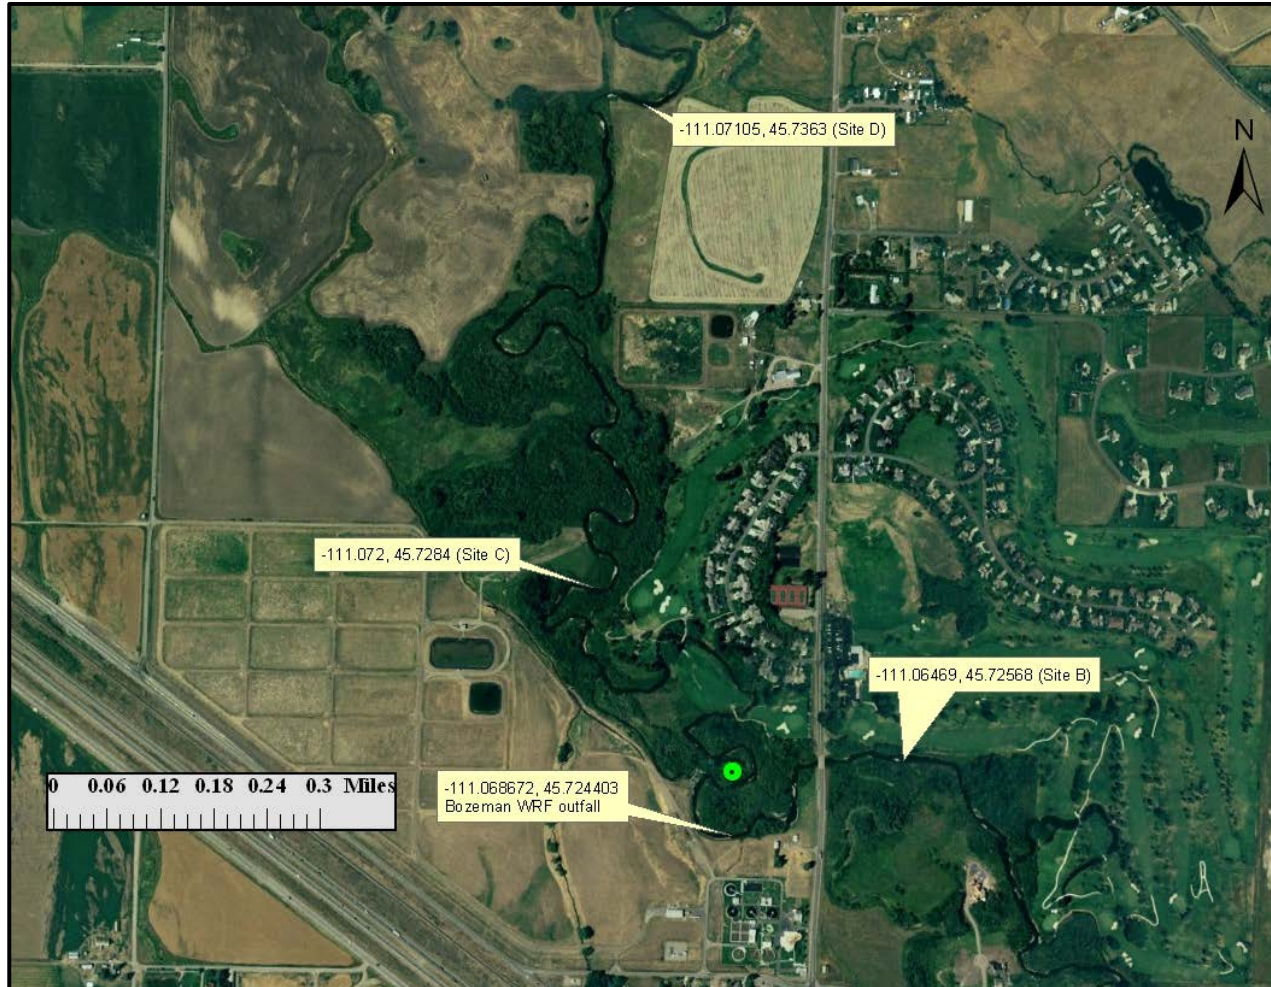 -111.07105, 45.7363 (Site D)
N
-111.072, 45.7284 (Site C)
-111.06469, 45.72568 (Site B)
0 0.06 0.12 0.18 0.24 0.3 Miles
-111.068672, 45.724403
Bozeman WRF outfall